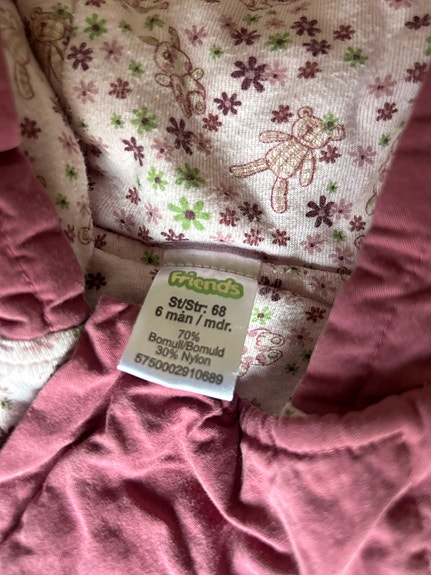 Friends
St/Str: 68
6 mån / mdr.
70%
Bomull/Bomuld
30% Nylon
5750002910689